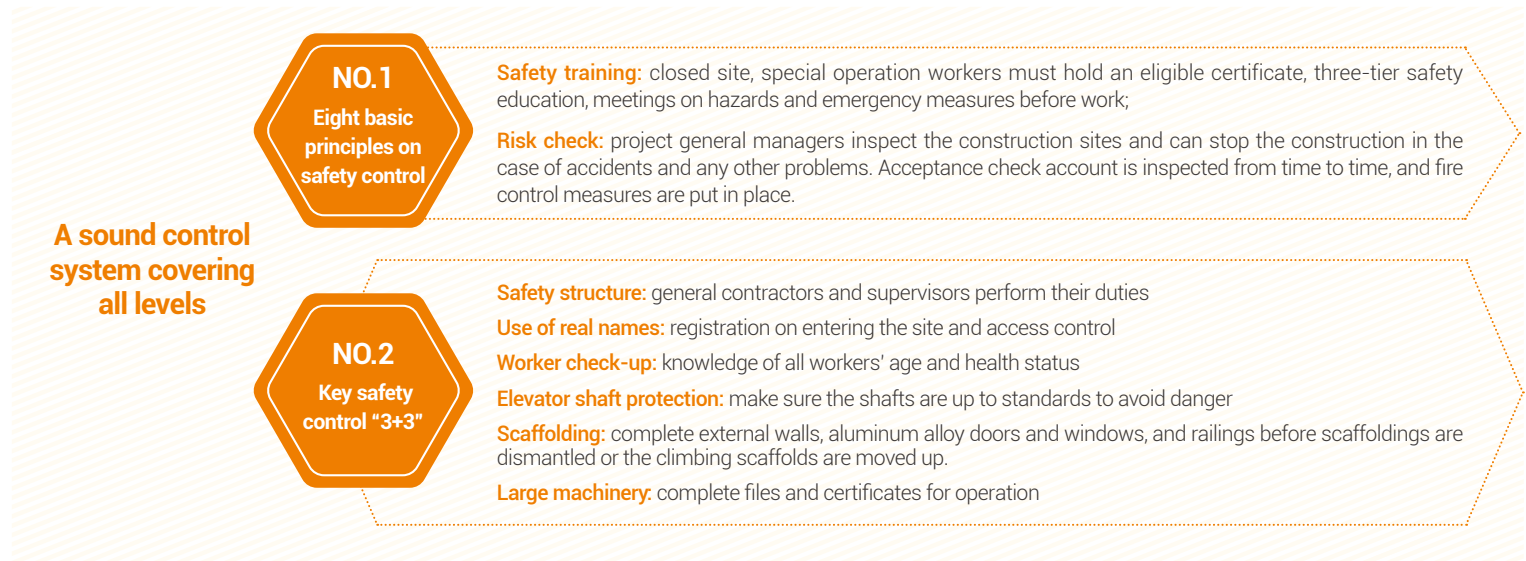 A sound control
system covering
all levels
NO.1
Eight basic
principles on
safety control
Safety training: closed site, special operation workers must hold an eligible certificate, three-tier safety
education, meetings on hazards and emergency measures before work;
Risk check: project general managers inspect the construction sites and can stop the construction in the
case of accidents and any other problems. Acceptance check account is inspected from time to time, and fire
control measures are put in place.
NO.2
Key safety
control “3+3”
Safety structure: general contractors and supervisors perform their duties
Use of real names: registration on entering the site and access control
Worker check-up: knowledge of all workers' age and health status
Elevator shaft protection: make sure the shafts are up to standards to avoid danger
Scaffolding: complete external walls, aluminum alloy doors and windows, and railings before scaffoldings are
dismantled or the climbing scaffolds are moved up.
Large machinery: complete files and certificates for operation